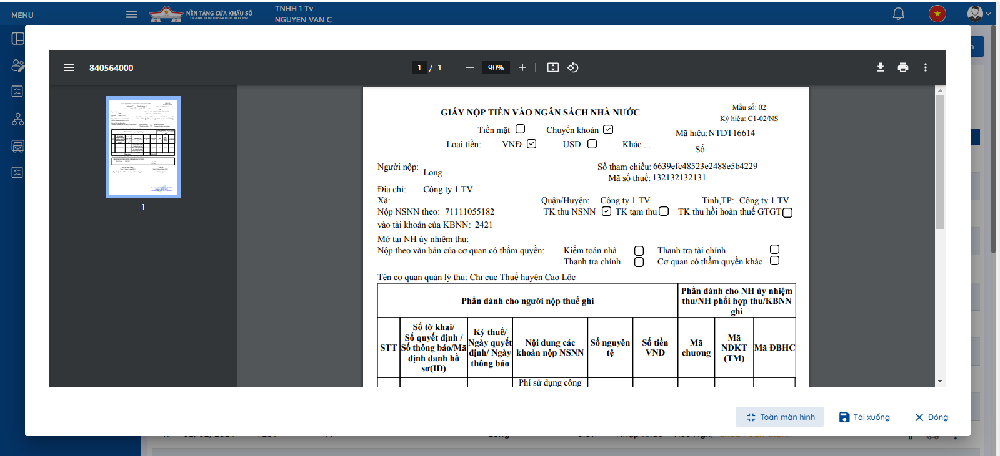 MENU
NỀN TẢNG CỬA KHẨU SỐ
DIGITAL BORDER GATE PLATFORM
TNHH 1 Tv
NGUYEN VAN C
840564000
1 / 1
90%
1
GIẤY NỘP TIỀN VÀO NGÂN SÁCH NHÀ NƯỚC
Mẫu số: 02
Ký hiệu: C1-02/NS
Tiền mặt
Chuyển khoản
Mã hiệu:NTDT16614
Loại tiền:
VNĐ
USD
Khác ...
Số:
Người nộp:
Long
Số tham chiếu: 6639efc48523e2488e5b4229
Mã số thuế: 132132132131
Địa chỉ: Công ty 1 TV
Xã:
Quận/Huyện: Công ty 1 TV
Tỉnh,TP: Công ty 1 TV
Nộp NSNN theo: 71111055182
TK thu NSNN
TK tạm thu
TK thu hồi hoàn thuế GTGT
vào tài khoản của KBNN: 2421
Mở tại NH ủy nhiệm thu:
Nộp theo văn bản của cơ quan có thẩm quyền:
Kiểm toán nhà
Thanh tra tài chính
Thanh tra chính
Cơ quan có thầm quyền khác
Tên cơ quan quản lý thu: Chi cục Thuế huyện Cao Lộc
Phần dành cho người nộp thuế ghi
Phần dành cho NH ủy nhiệm
thu/NH phối hợp thu/KBNN
ghi
STT
Số tờ khai/
Số quyết định /
Số thông báo/Mã
định danh hồ
sơ(ID)
Kỳ thuế/
Ngày quyết
định/ Ngày
thông báo
Nội dung các
khoản nộp NSNN
Số nguyên
tệ
Số tiền
VND
Mã
chương
Mã
NDKT
(TM)
Mã ĐBHC
Phí sử dụng công
Toàn màn hình
Tải xuống
Đóng